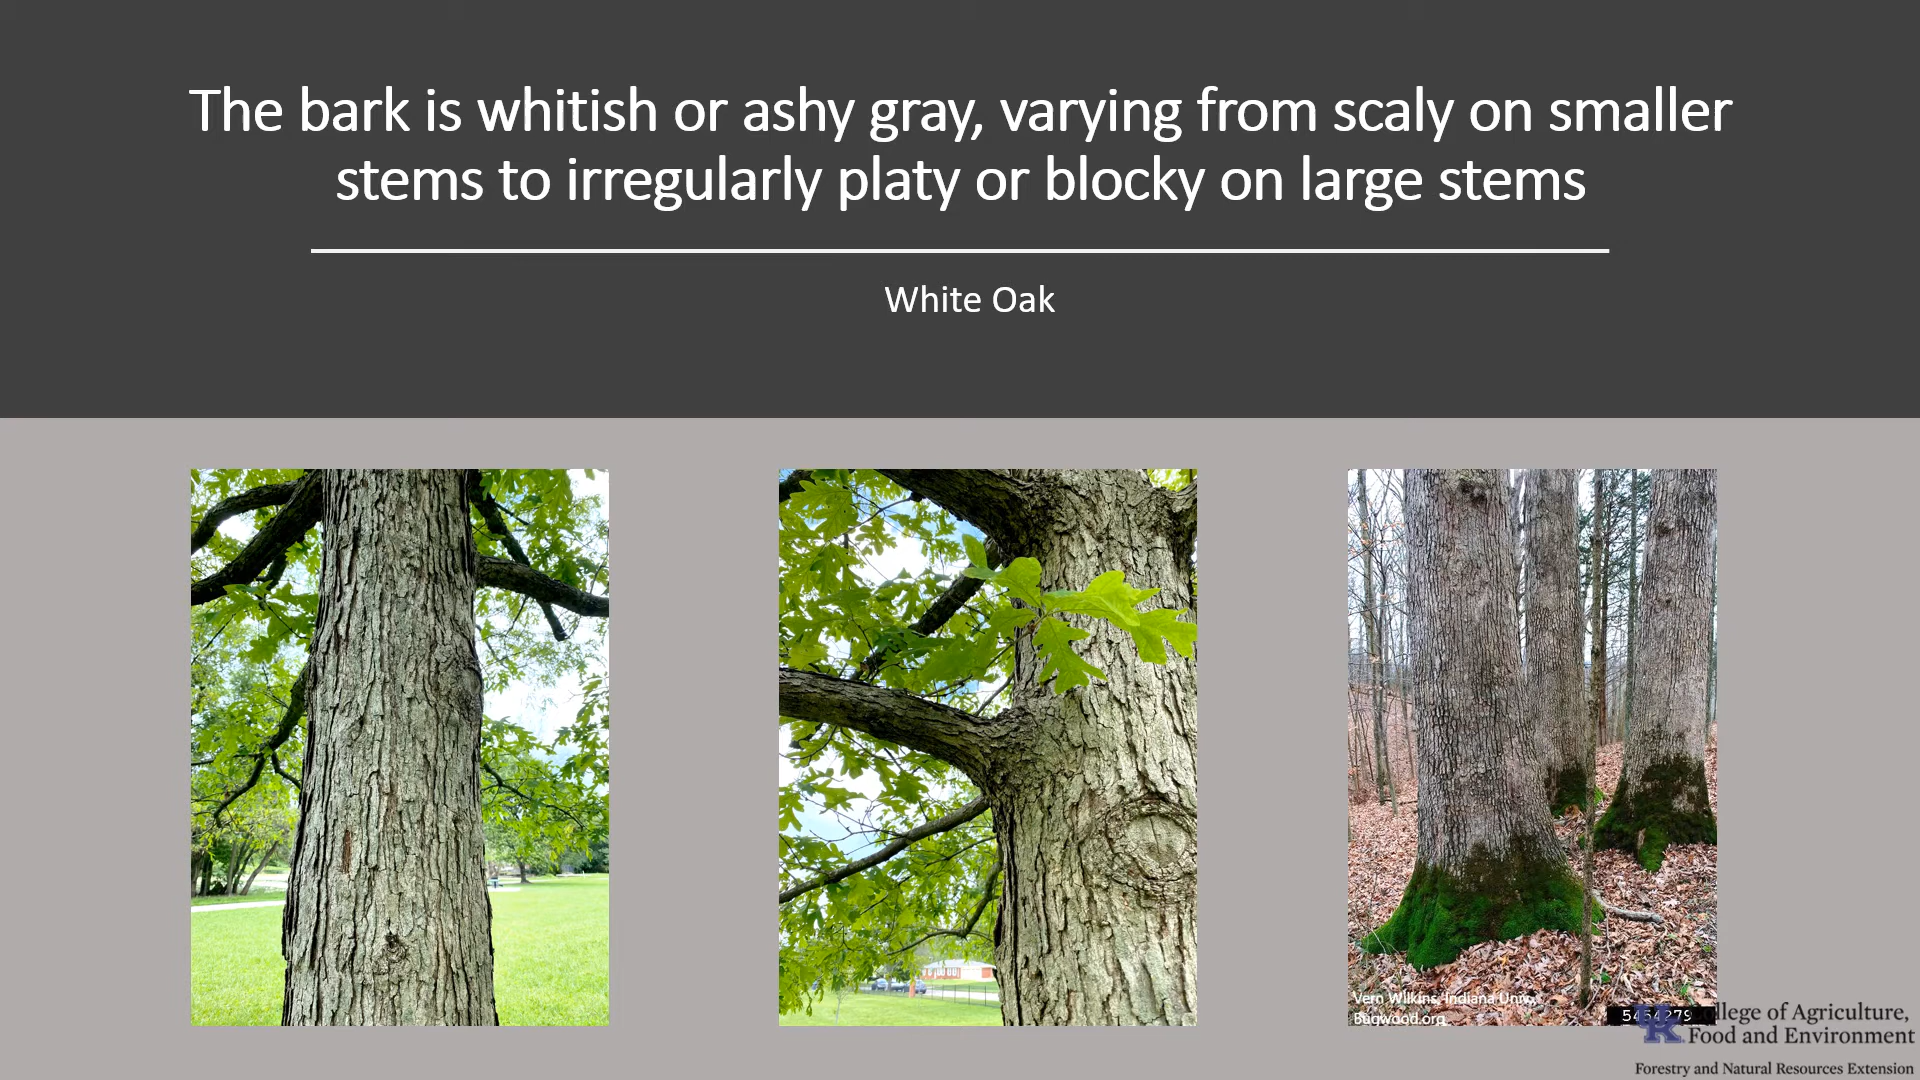 The bark is whitish or ashy gray, varying from scaly on smaller
stems to irregularly platy or blocky on large stems
White Oak
Vern Wilkins, Indiana Univ.,
Bugwood.org
5454279
UK College of Agriculture,
Food and Environment
Forestry and Natural Resources Extension